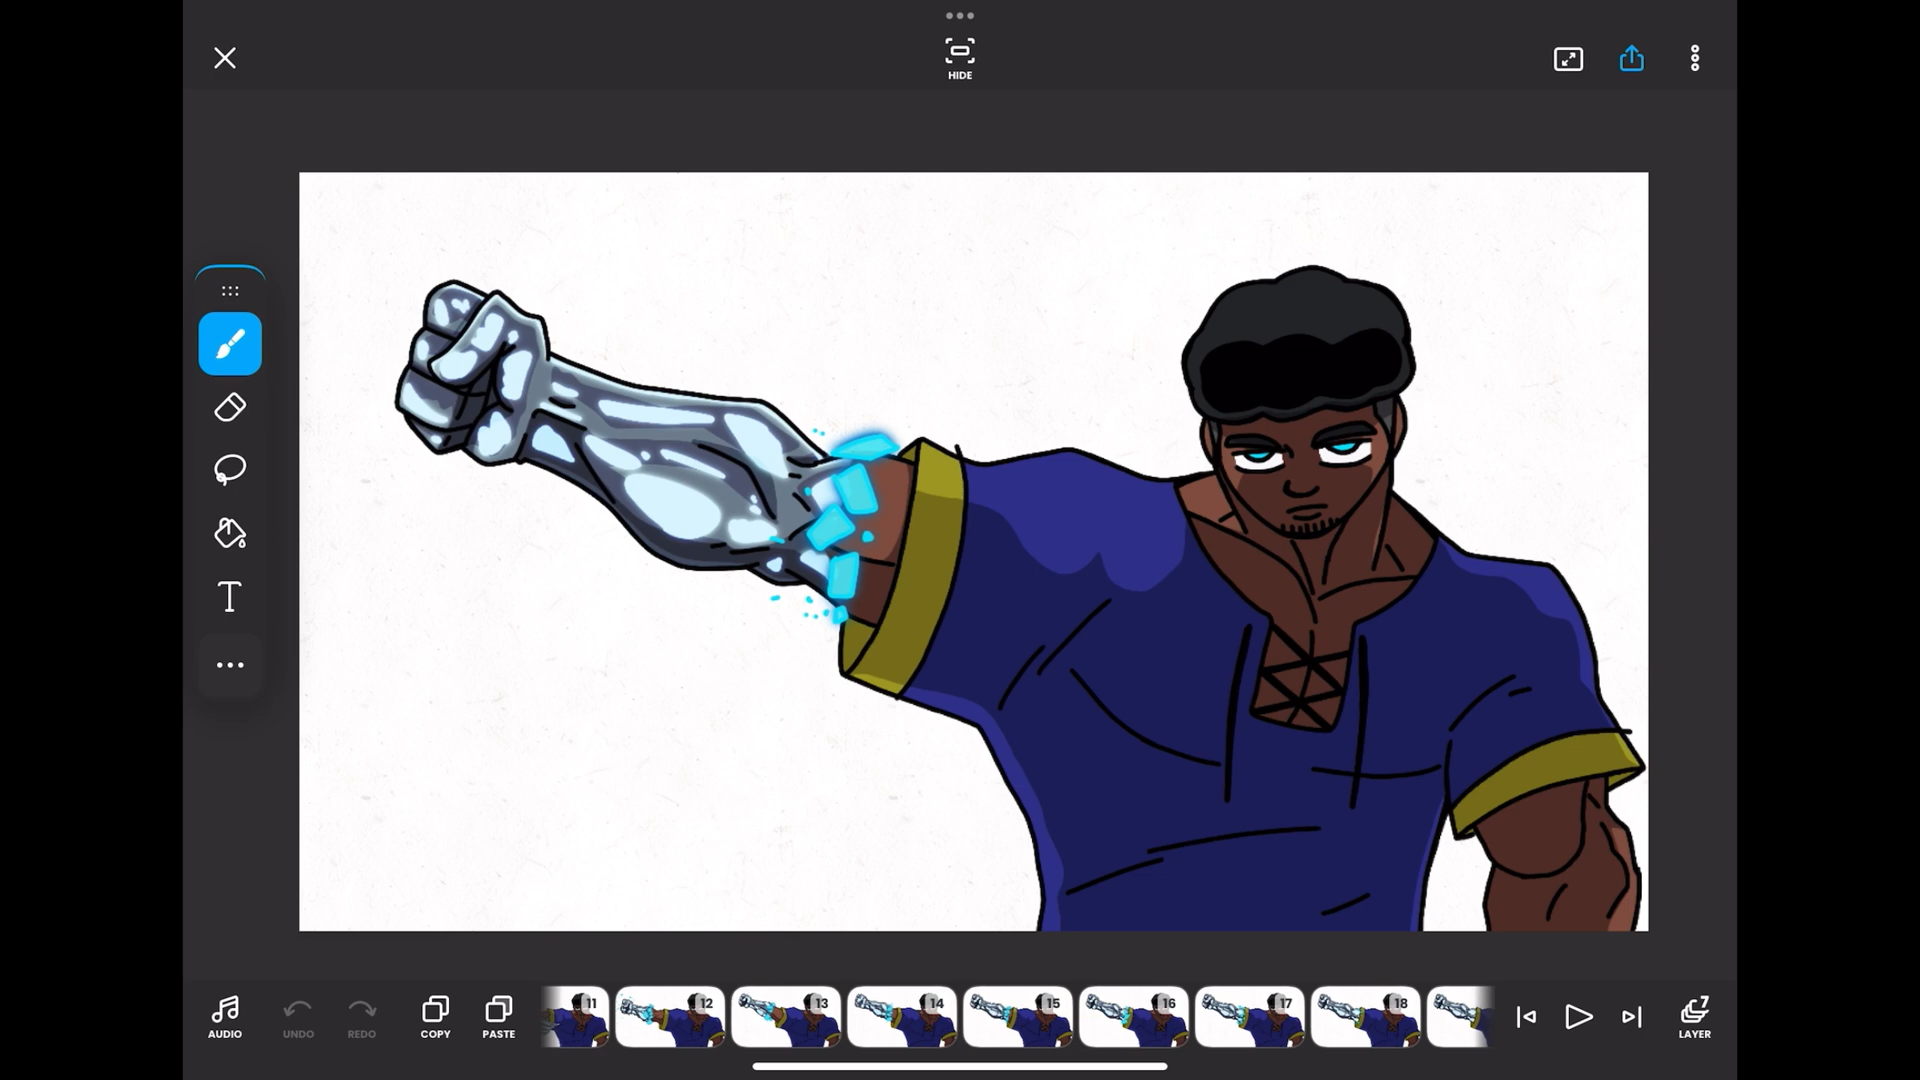 HIDE
T
11
12
13
14
15
16
17
18
7
AUDIO
UNDO
REDO
COPY
PASTE
LAYER